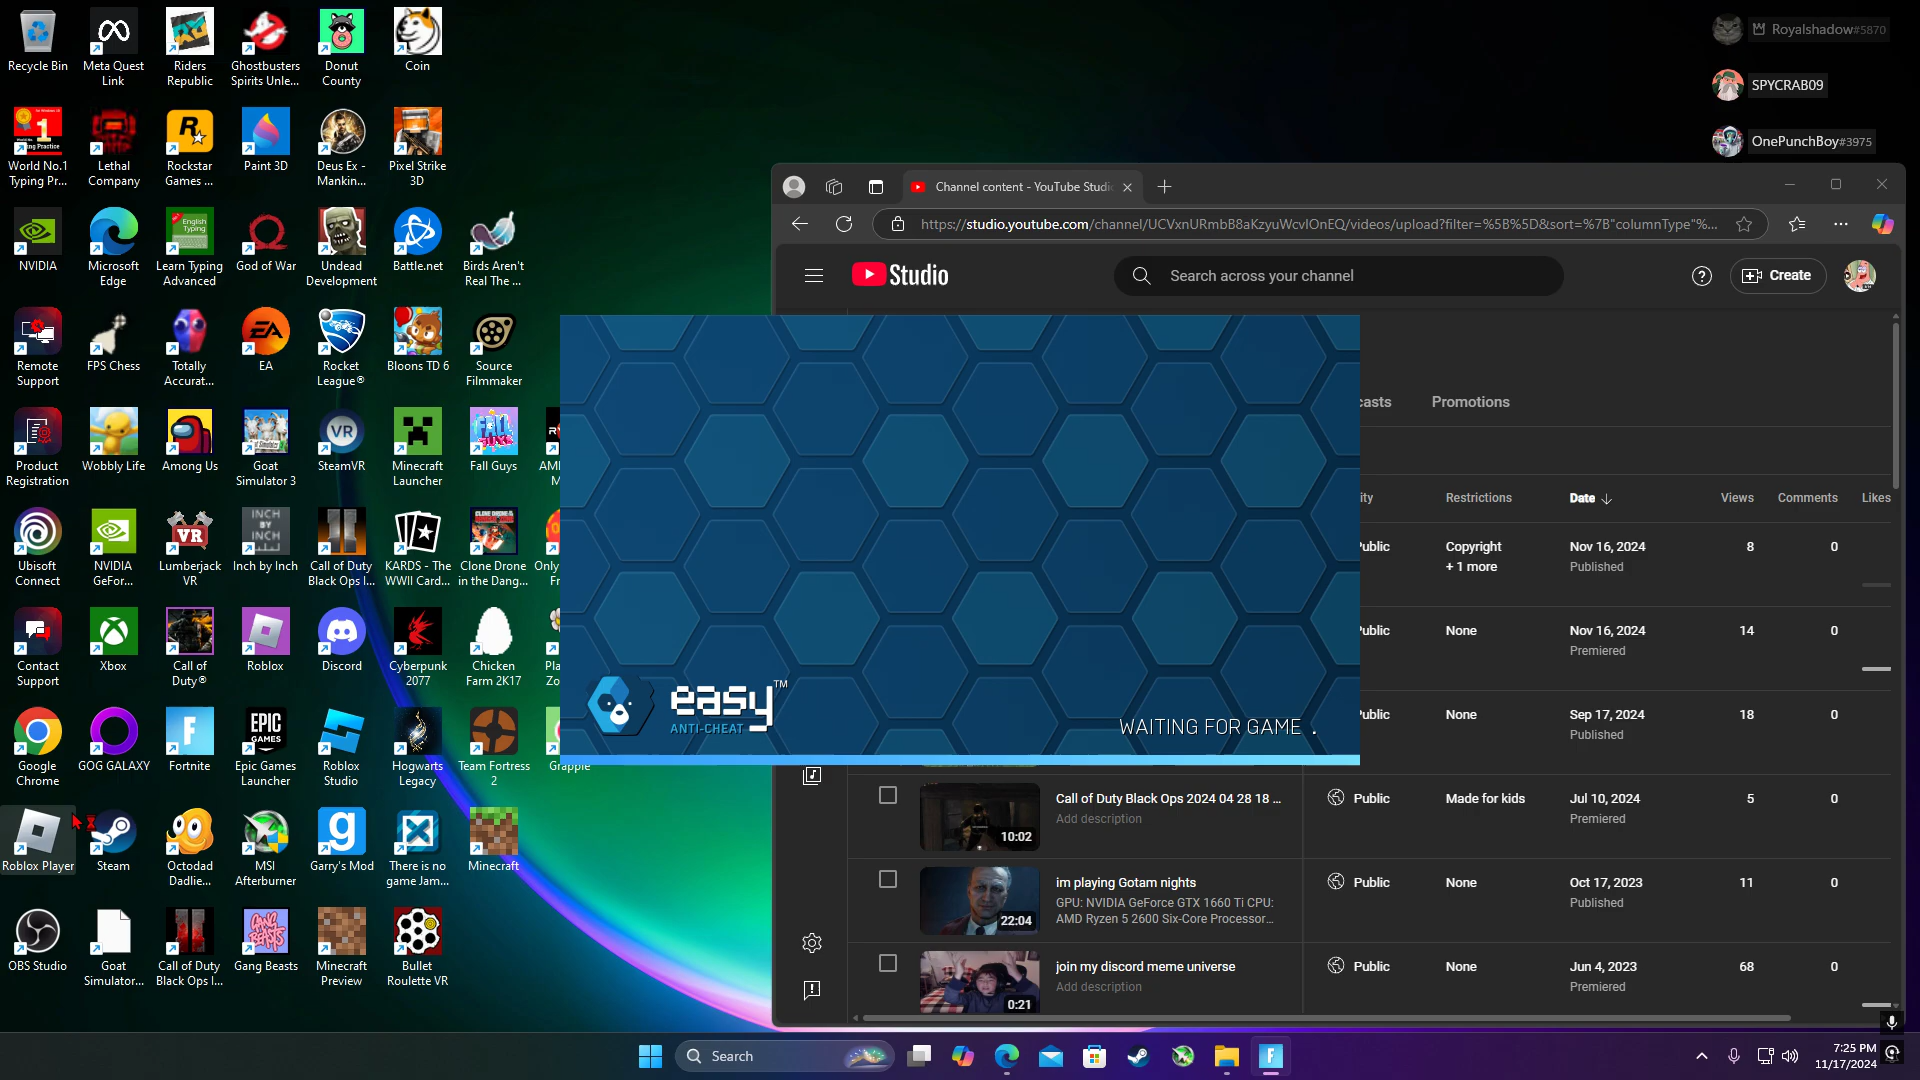 Recycle Bin
Meta Quest
Link
Riders
Republic
Ghostbusters
Spirits Unle...
Donut
County
Coin
World No.1
Typing Pr...
Lethal
Company
Rockstar
Games ...
Paint 3D
Deus Ex -
Mankin...
Pixel Strike
3D
NVIDIA
Microsoft
Edge
Learn Typing
Advanced
God of War
Undead
Development
Battle.net
Birds Aren't
Real The ...
Remote
Support
FPS Chess
Totally
Accurat...
EA
Rocket
League®
Bloons TD 6
Source
Filmmaker
Product
Registration
Wobbly Life
Among Us
Goat
Simulator 3
SteamVR
Minecraft
Launcher
Fall Guys
Ubisoft
Connect
NVIDIA
GeFor...
Lumberjack
VR
Inch by Inch
Call of Duty
Black Ops I...
KARDS - The
WWII Card...
Clone Drone
in the Dang...
Contact
Support
Xbox
Call of
Duty®
Roblox
Discord
Cyberpunk
2077
Chicken
Farm 2K17
Google
Chrome
GOG GALAXY
Fortnite
Epic Games
Launcher
Roblox
Studio
Hogwarts
Legacy
Team Fortress
2
Grapple
Roblox Player
Steam
Octodad
Dadlie...
MSI
Afterburner
Garry's Mod
There is no
game Jam...
Minecraft
OBS Studio
Goat
Simulator...
Call of Duty
Black Ops I...
Gang Beasts
Minecraft
Preview
Bullet
Roulette VR
Royalshadow#5870
SPYCRAB09
OnePunchBoy#3975
Channel content - YouTube Studi
https://studio.youtube.com/channel/UCVxnURmbB8aKzyuWcvIOnEQ/videos/upload?filter=%5B%5D&sort=%7B"columnType"%...
Studio
Search across your channel
Create
Promotions
Restrictions
Date
Views
Comments
Likes
Copyright
+ 1 more
Nov 16, 2024
Published
8
0
None
Nov 16, 2024
Premiered
14
0
None
Sep 17, 2024
Published
18
0
easy™
ANTI-CHEAT
WAITING FOR GAME .
10:02
Call of Duty Black Ops 2024 04 28 18 ...
Add description
Public
Made for kids
Jul 10, 2024
Premiered
5
0
22:04
im playing Gotam nights
GPU: NVIDIA GeForce GTX 1660 Ti CPU:
AMD Ryzen 5 2600 Six-Core Processor...
Public
None
Oct 17, 2023
Published
11
0
0:21
join my discord meme universe
Add description
Public
None
Jun 4, 2023
Premiered
68
0
Search
7:25 PM
11/17/2024